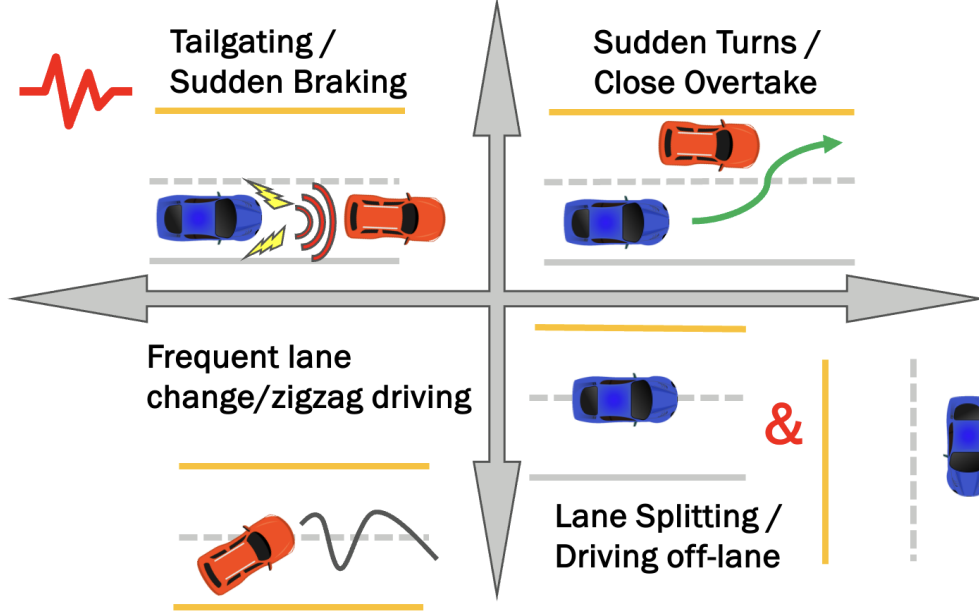 Tailgating /
Sudden Braking
Sudden Turns /
Close Overtake
Frequent lane
change/zigzag driving
&
Lane Splitting /
Driving off-lane